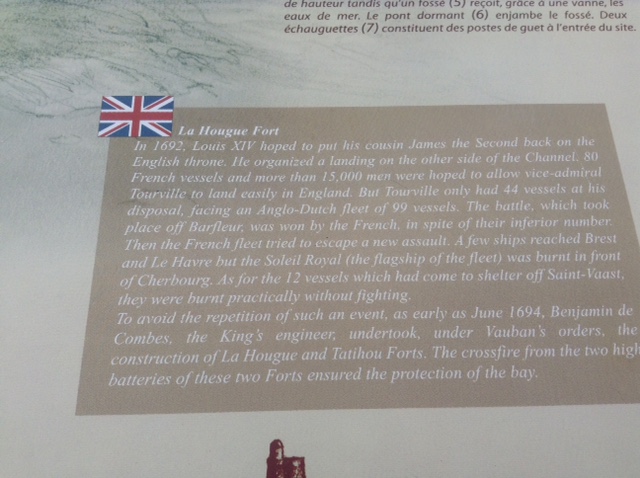 de hauteur tandis qu'un fossé (5) reçoit, grâce à une vanne, les
eaux de mer. Le pont dormant (6) enjambe le fossé. Deux
échauguettes (7) constituent des postes de guet à l'entrée du site.
La Hougue Fort
In 1692, Louis XIV hoped to put his cousin James the Second back on the
English throne. He organized a landing on the other side of the Channel. 80
French vessels and more than 15,000 men were hoped to allow vice-admiral
Tourville to land easily in England. But Tourville only had 44 vessels at his
disposal, facing an Anglo-Dutch fleet of 99 vessels. The battle, which took
place off Barfleur, was won by the French, in spite of their inferior number.
Then the French fleet tried to escape a new assault. A few ships reached Brest
and Le Havre but the Soleil Royal (the flagship of the fleet) was burnt in front
of Cherbourg. As for the 12 vessels which had come to shelter off Saint-Vaast,
they were burnt practically without fighting.
To avoid the repetition of such an event, as early as June 1694, Benjamin de
Combes, the King's engineer, undertook, under Vauban's orders, the
construction of La Hougue and Tatihou Forts. The crossfire from the two high
batteries of these two Forts ensured the protection of the bay.